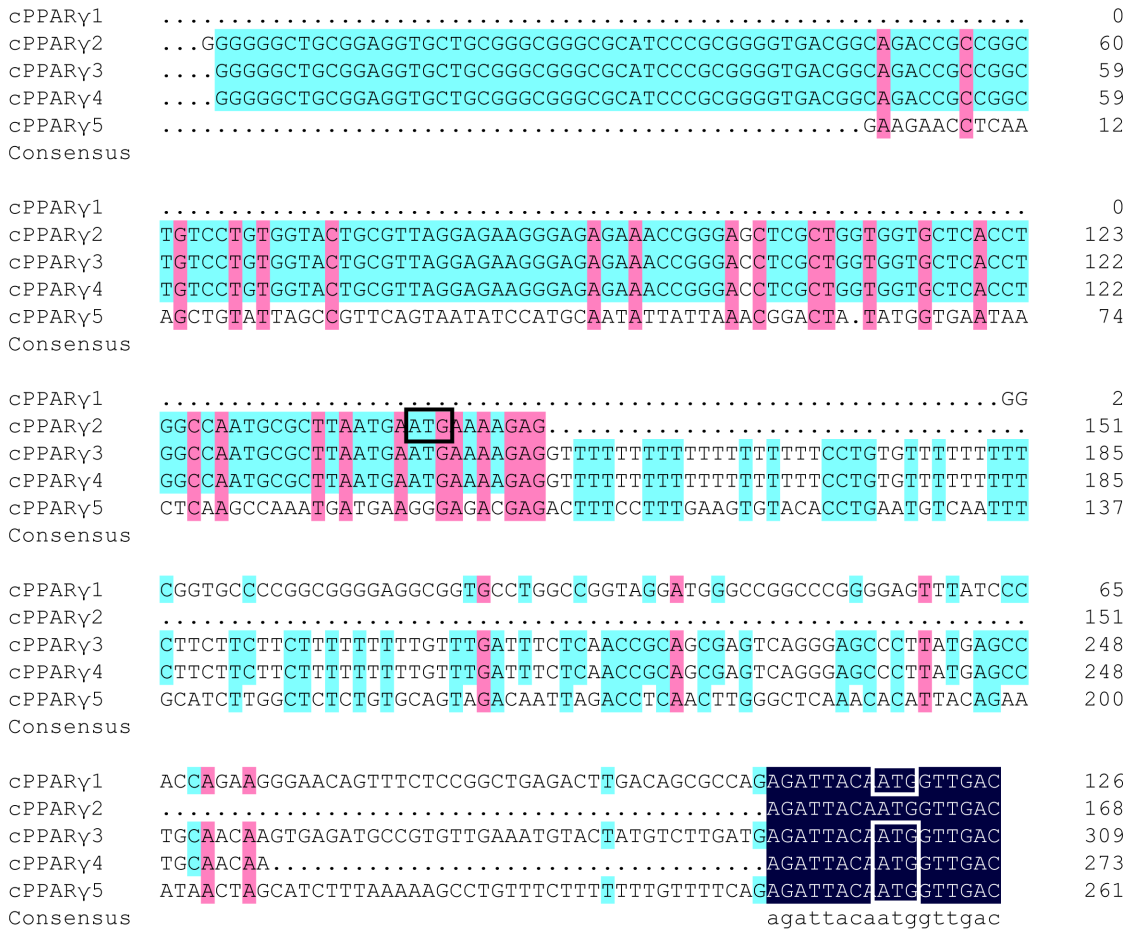 cPPARγ1 ............................................................... 0
cPPARγ2 ...GGGGGGCTGCGGAGGTGCTGCGGGCGGGCGCATCCCGCGGGGTGACGGCAGACCGCCGGC 60
cPPARγ3 ....GGGGGCTGCGGAGGTGCTGCGGGCGGGCGCATCCCGCGGGGTGACGGCAGACCGCCGGC 59
cPPARγ4 ....GGGGGCTGCGGAGGTGCTGCGGGCGGGCGCATCCCGCGGGGTGACGGCAGACCGCCGGC 59
cPPARγ5 ...................................................GAAGAACCTCAA 12
Consensus
cPPARγ1 ............................................................... 0
cPPARγ2 TGTCCTGTGGTACTGCGTTAGGAGAAGGGAGAGAAACCGGGAGCTCGCTGGTGGTGCTCACCT 123
cPPARγ3 TGTCCTGTGGTACTGCGTTAGGAGAAGGGAGAGAAACCGGGACCTCGCTGGTGGTGCTCACCT 122
cPPARγ4 TGTCCTGTGGTACTGCGTTAGGAGAAGGGAGAGAAACCGGGACCTCGCTGGTGGTGCTCACCT 122
cPPARγ5 AGCTGTATTAGCCGTTCAGTAATATCCATGCAATATTATTAAACGGACTA.TATGGTGAATAA 74
Consensus
cPPARγ1 .............................................................GG 2
cPPARγ2 GGCCAATGCGCTTAATGAATGAAAAGAG................................... 151
cPPARγ3 GGCCAATGCGCTTAATGAATGAAAAGAGGTTTTTTTTTTTTTTTTTTTCCTGTGTTTTTTTTT 185
cPPARγ4 GGCCAATGCGCTTAATGAATGAAAAGAGGTTTTTTTTTTTTTTTTTTTCCTGTGTTTTTTTTT 185
cPPARγ5 CTCAAGCCAAATGATGAAGGGAGACGAGACTTTCCTTTGAAGTGTACACCTGAATGTCAATTT 137
Consensus
cPPARγ1 CGGTGCCCCGGCGGGGAGGCGGTGCCTGGCCGGTAGGATGGGCCGGCCCGGGGAGTTTATCCC 65
cPPARγ2 ............................................................... 151
cPPARγ3 CTTCTTCTTCTTTTTTTTTGTTTGATTTCTCAACCGCAGCGAGTCAGGGAGCCCTTATGAGCC 248
cPPARγ4 CTTCTTCTTCTTTTTTTTTGTTTGATTTCTCAACCGCAGCGAGTCAGGGAGCCCTTATGAGCC 248
cPPARγ5 GCATCTTGGCTCTCTGTGCAGTAGACAATTAGACCTCAACTTGGGCTCAAACACATTACAGAA 200
Consensus
cPPARγ1 ACCAGAAGGGAACAGTTTCTCCGGCTGAGACTTGACAGCGCCAGAGATTACAATGGTTGAC 126
cPPARγ2 ............................................AGATTACAATGGTTGAC 168
cPPARγ3 TGCAACAAGTGAGATGCCGTGTTGAAATGTACTATGTCTTGATGAGATTACAATGGTTGAC 309
cPPARγ4 TGCAACAA....................................AGATTACAATGGTTGAC 273
cPPARγ5 ATAACTAGCATCTTTAAAAAGCCTGTTTCTTTTTTTGTTTTCAGAGATTACAATGGTTGAC 261
Consensus agattacaatggttgac